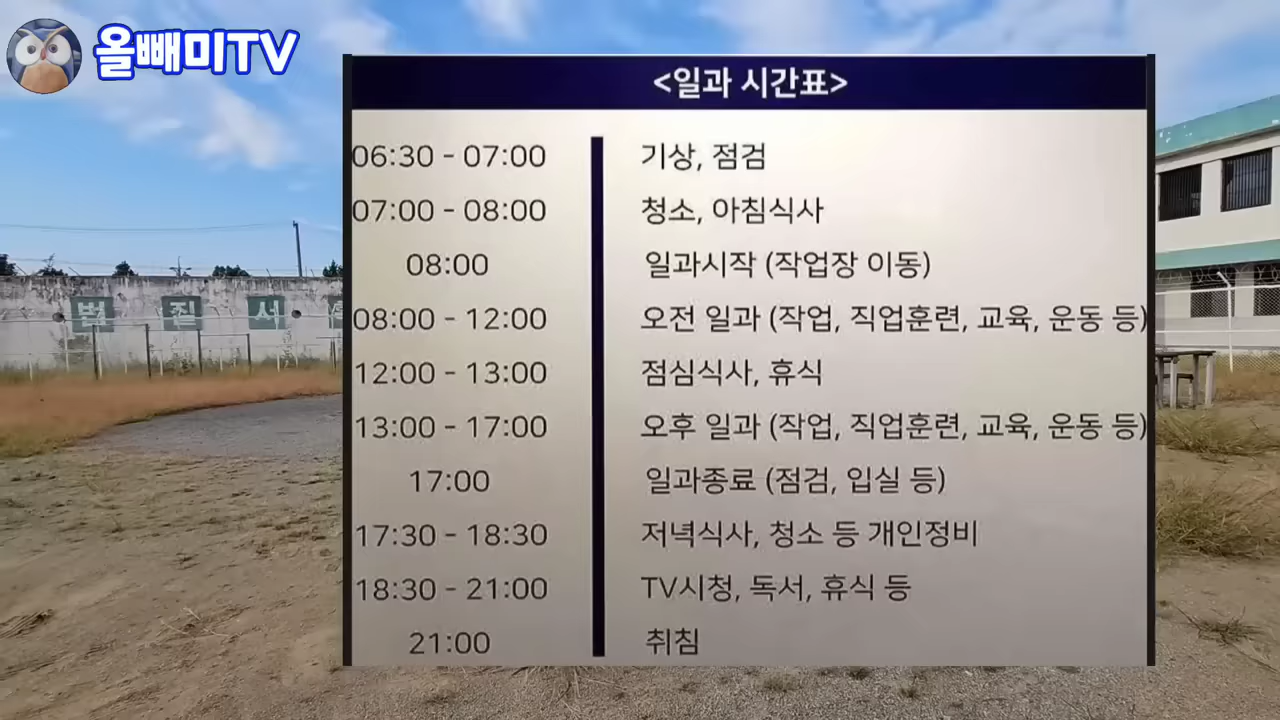 올빼미TV
<일과 시간표>
06:30 - 07:00 기상, 점검
07:00 - 08:00 청소, 아침식사
08:00 일과시작 (작업장 이동)
08:00 - 12:00 오전 일과 (작업, 직업훈련, 교육, 운동 등)
12:00 - 13:00 점심식사, 휴식
13:00 - 17:00 오후 일과 (작업, 직업훈련, 교육, 운동 등)
17:00 일과종료 (점검, 입실 등)
17:30 - 18:30 저녁식사, 청소 등 개인정비
18:30 - 21:00 TV시청, 독서, 휴식 등
21:00 취침
법 질 서